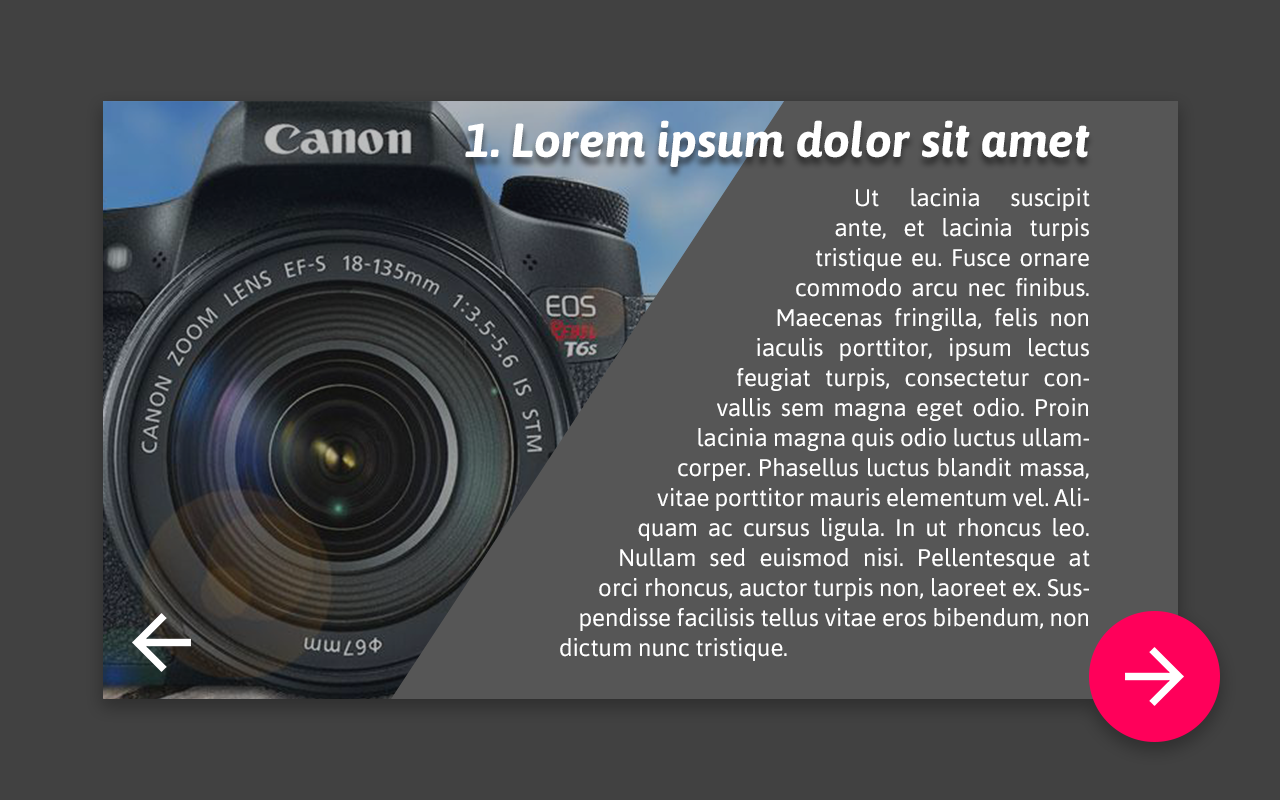 Canon
1. Lorem ipsum dolor sit amet
CANON ZOOM LENS EF-S 18-135mm 1:3.5-5.6 IS STM
EOS
REBEL
T6s
Φ67mm
Ut lacinia suscipit
ante, et lacinia turpis
tristique eu. Fusce ornare
commodo arcu nec finibus.
Maecenas fringilla, felis non
iaculis porttitor, ipsum lectus
feugiat turpis, consectetur con-
vallis sem magna eget odio. Proin
lacinia magna quis odio luctus ullam-
corper. Phasellus luctus blandit massa,
vitae porttitor mauris elementum vel. Ali-
quam ac cursus ligula. In ut rhoncus leo.
Nullam sed euismod nisi. Pellentesque at
orci rhoncus, auctor turpis non, laoreet ex. Sus-
pendisse facilisis tellus vitae eros bibendum, non
dictum nunc tristique.